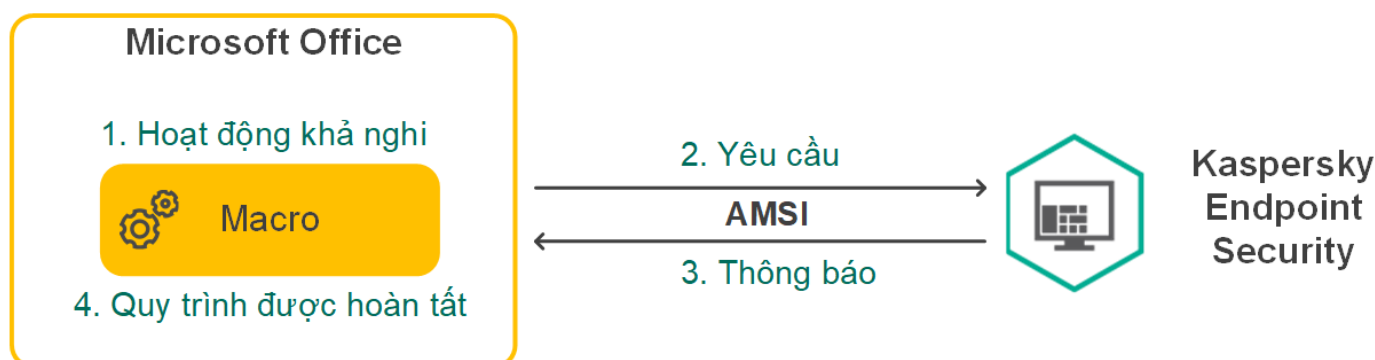 Microsoft Office
1. Hoạt động khả nghi
Macro
4. Quy trình được hoàn tất
2. Yêu cầu
AMSI
3. Thông báo
Kaspersky
Endpoint
Security